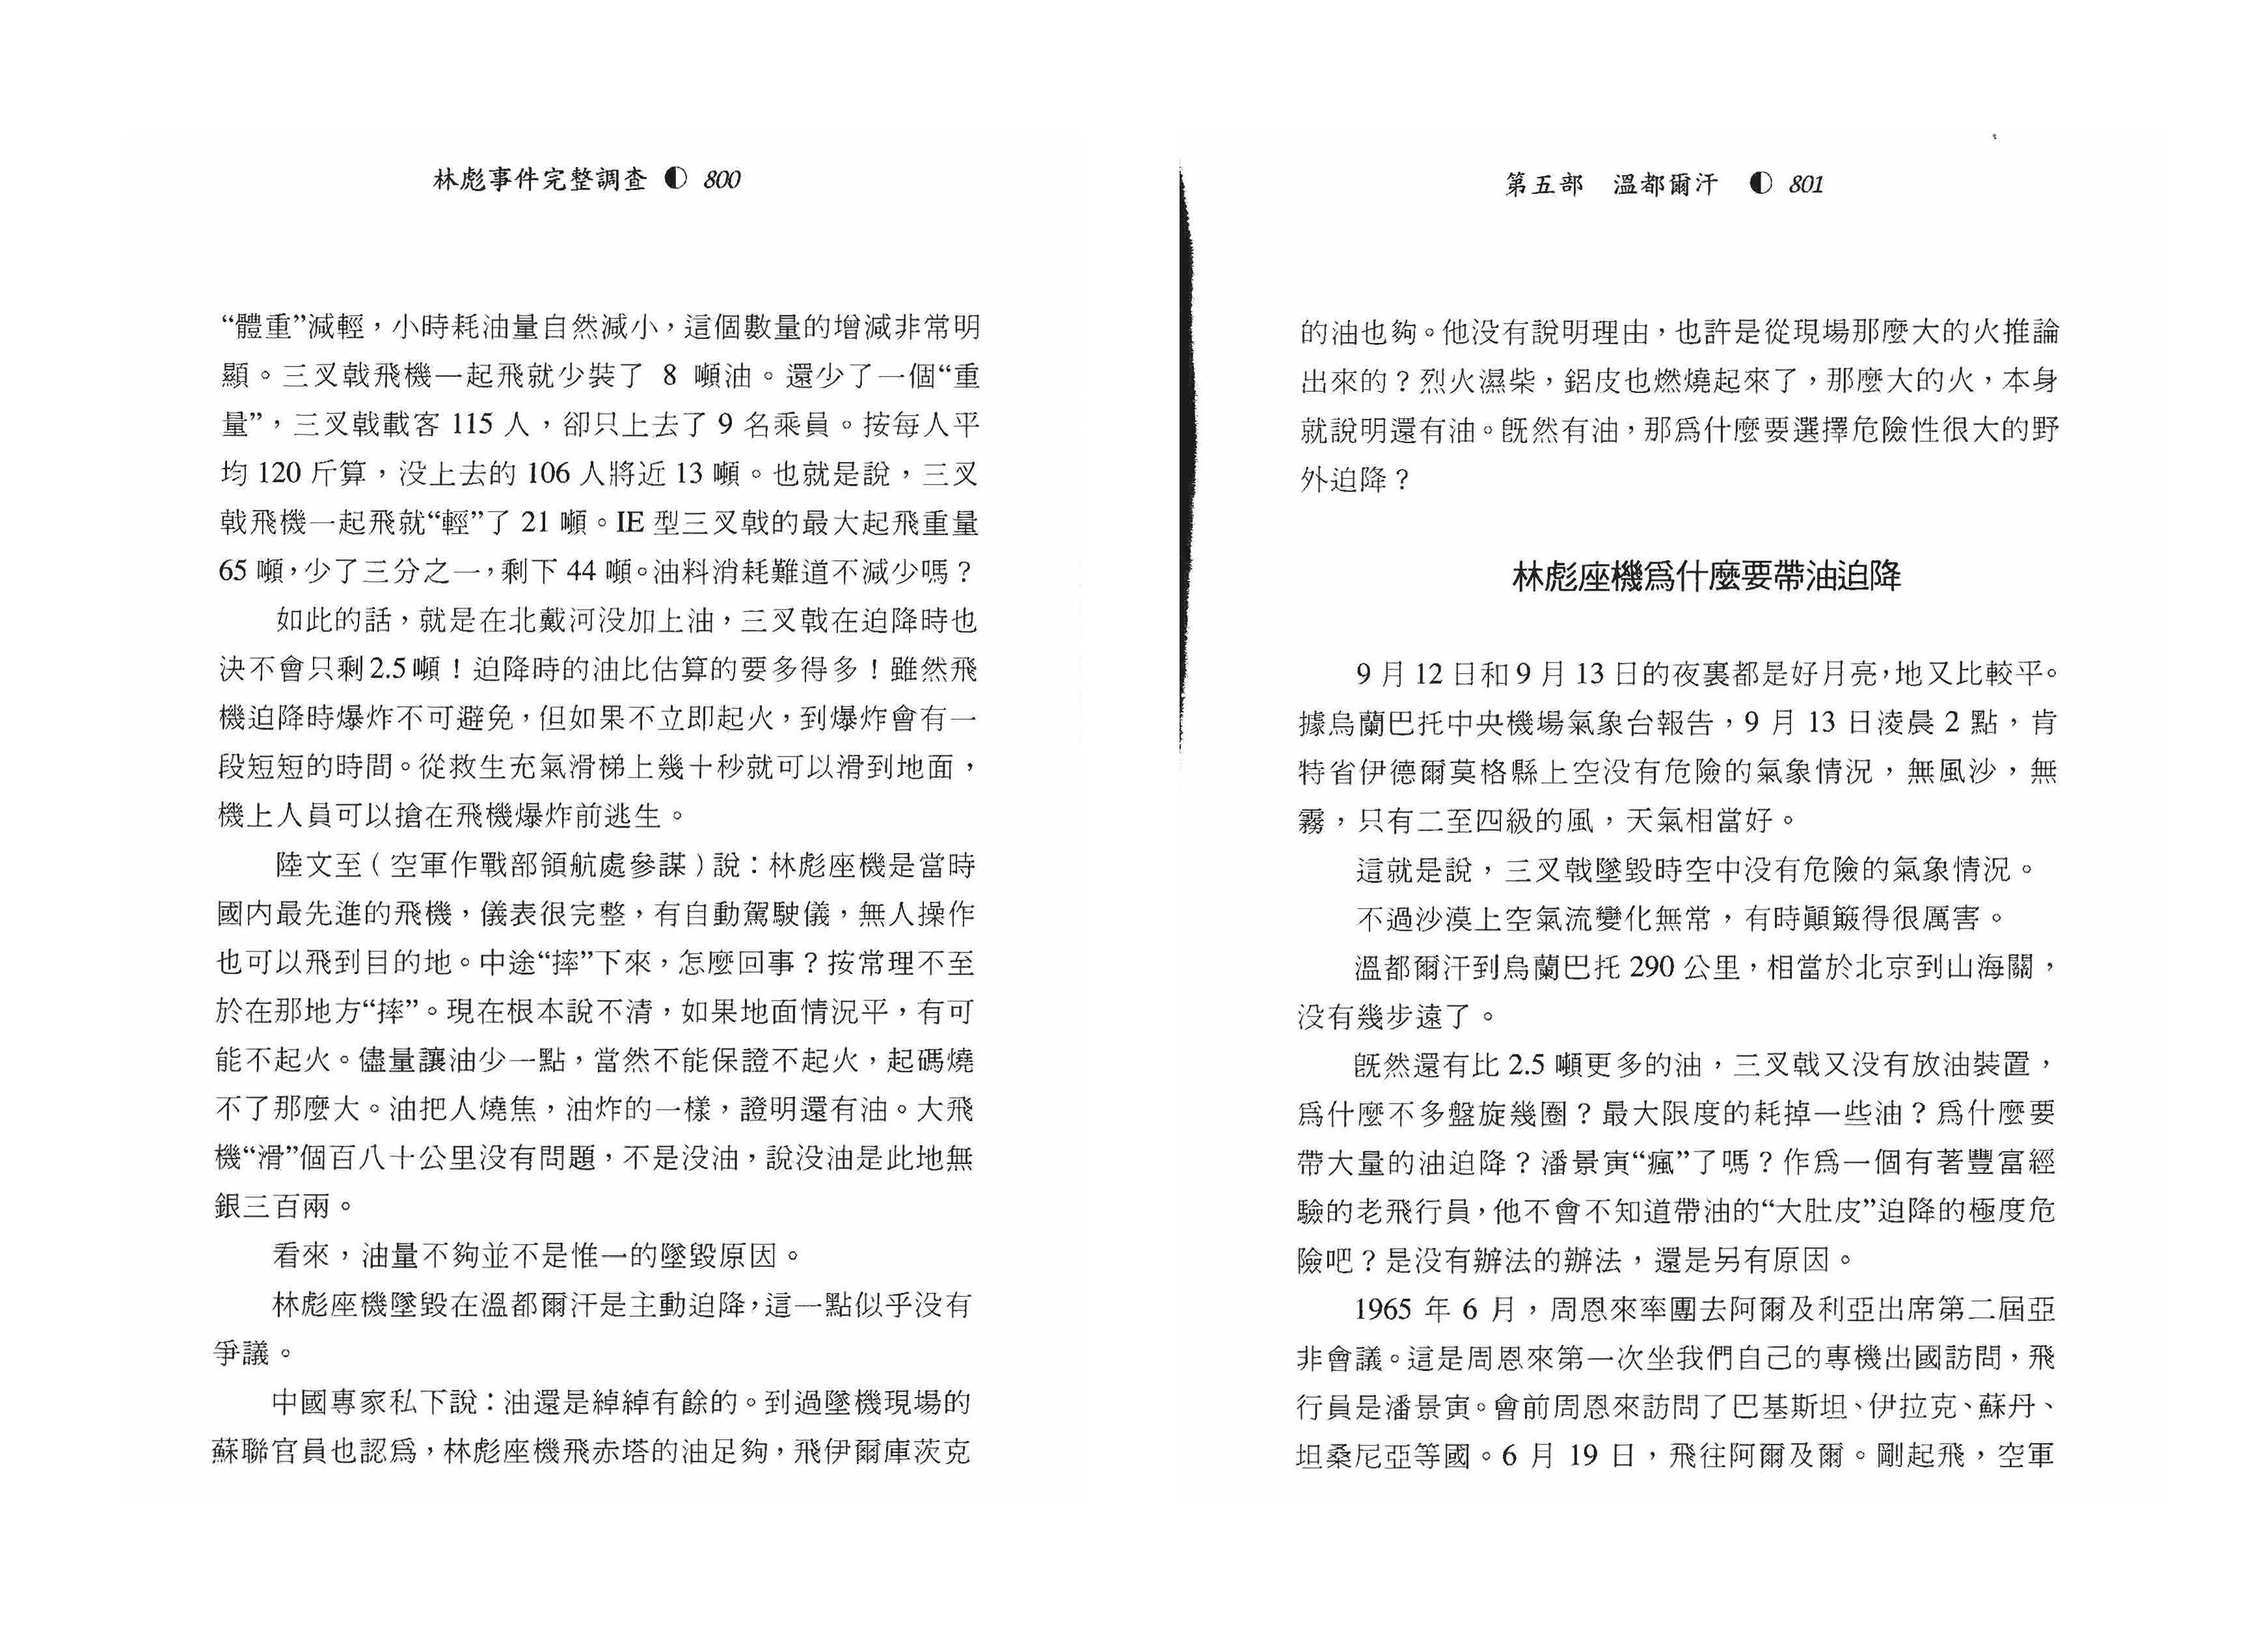 林彪事件完整調查 ◐ 800
“體重”減輕，小時耗油量自然減小，這個數量的增減非常明
顯。三叉戟飛機一起飛就少裝了 8 噸油。還少了一個“重
量”，三叉戟載客 115 人，卻只上去了 9 名乘員。按每人平
均 120 斤算，没上去的 106 人將近 13 噸。也就是說，三叉
戟飛機一起飛就“輕”了 21 噸。IE 型三叉戟的最大起飛重量
65 噸，少了三分之一，剩下 44 噸。油料消耗難道不減少嗎？
如此的話，就是在北戴河没加上油，三叉戟在迫降時也
決不會只剩2.5噸！迫降時的油比估算的要多得多！雖然飛
機迫降時爆炸不可避免，但如果不立即起火，到爆炸會有一
段短短的時間。從救生充氣滑梯上幾十秒就可以滑到地面，
機上人員可以搶在飛機爆炸前逃生。
陸文至（空軍作戰部領航處參謀）說：林彪座機是當時
國内最先進的飛機，儀表很完整，有自動駕駛儀，無人操作
也可以飛到目的地。中途“摔”下來，怎麼回事？按常理不至
於在那地方“摔”。現在根本說不清，如果地面情況平，有可
能不起火。儘量讓油少一點，當然不能保證不起火，起碼燒
不了那麼大。油把人燒焦，油炸的一樣，證明還有油。大飛
機“滑”個百八十公里没有問題，不是没油，說没油是此地無
銀三百兩。
看來，油量不夠並不是惟一的墜毀原因。
林彪座機墜毀在溫都爾汗是主動迫降，這一點似乎没有
爭議。
中國專家私下說：油還是綽綽有餘的。到過墜機現場的
蘇聯官員也認爲，林彪座機飛赤塔的油足夠，飛伊爾庫茨克
第五部　溫都爾汗 ◐ 801
的油也夠。他没有說明理由，也許是從現場那麼大的火推論
出來的？烈火濕柴，鋁皮也燃燒起來了，那麼大的火，本身
就說明還有油。既然有油，那爲什麼要選擇危險性很大的野
外迫降？
林彪座機爲什麼要帶油迫降
9 月 12 日和 9 月 13 日的夜裏都是好月亮，地又比較平。
據烏蘭巴托中央機場氣象台報告，9 月 13 日凌晨 2 點，肯
特省伊德爾莫格縣上空没有危險的氣象情況，無風沙，無
霧，只有二至四級的風，天氣相當好。
這就是說，三叉戟墜毀時空中没有危險的氣象情況。
不過沙漠上空氣流變化無常，有時顛簸得很厲害。
溫都爾汗到烏蘭巴托 290 公里，相當於北京到山海關，
没有幾步遠了。
既然還有比 2.5 噸更多的油，三叉戟又没有放油裝置，
爲什麼不多盤旋幾圈？最大限度的耗掉一些油？爲什麼要
帶大量的油迫降？潘景寅“瘋”了嗎？作爲一個有著豐富經
驗的老飛行員，他不會不知道帶油的“大肚皮”迫降的極度危
險吧？是没有辦法的辦法，還是另有原因。
1965 年 6 月，周恩來率團去阿爾及利亞出席第二屆亞
非會議。這是周恩來第一次坐我們自己的專機出國訪問，飛
行員是潘景寅。會前周恩來訪問了巴基斯坦、伊拉克、蘇丹、
坦桑尼亞等國。6 月 19 日，飛往阿爾及爾。剛起飛，空軍